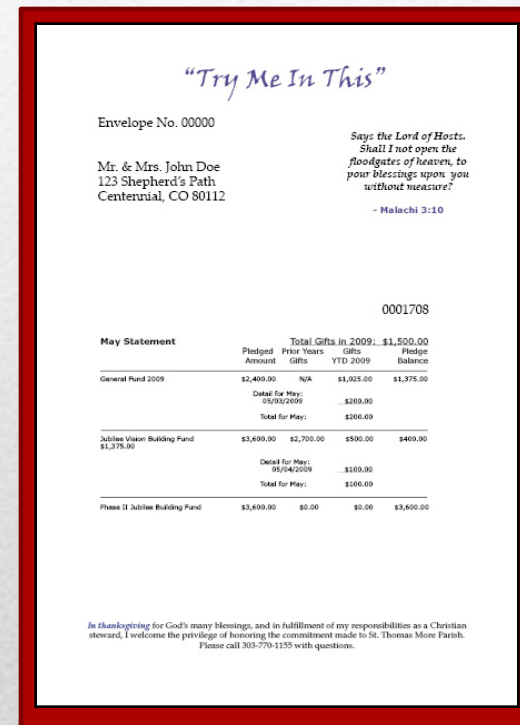 “Try Me In This”
Envelope No. 00000
Says the Lord of Hosts.
Shall I not open the
floodgates of heaven, to
pour blessings upon you
without measure?
- Malachi 3:10
Mr. & Mrs. John Doe
123 Shepherd's Path
Centennial, CO 80112
0001708
May Statement Total Gifts in 2009: $1,500.00
Pledged Prior Years Gifts Pledge
Amount Gifts YTD 2009 Balance
General Fund 2009 $2,400.00 N/A $1,025.00 $1,375.00
Detail for May:
05/03/2009 $200.00
Total for May: $200.00
Jubilee Vision Building Fund $3,600.00 $2,700.00 $500.00 $400.00
$1,375.00
Detail for May:
05/04/2009 $100.00
Total for May: $100.00
Phase II Jubilee Building Fund $3,600.00 $0.00 $0.00 $3,600.00
In thanksgiving for God's many blessings, and in fulfillment of my responsibilities as a Christian
steward, I welcome the privilege of honoring the commitment made to St. Thomas More Parish.
Please call 303-770-1155 with questions.